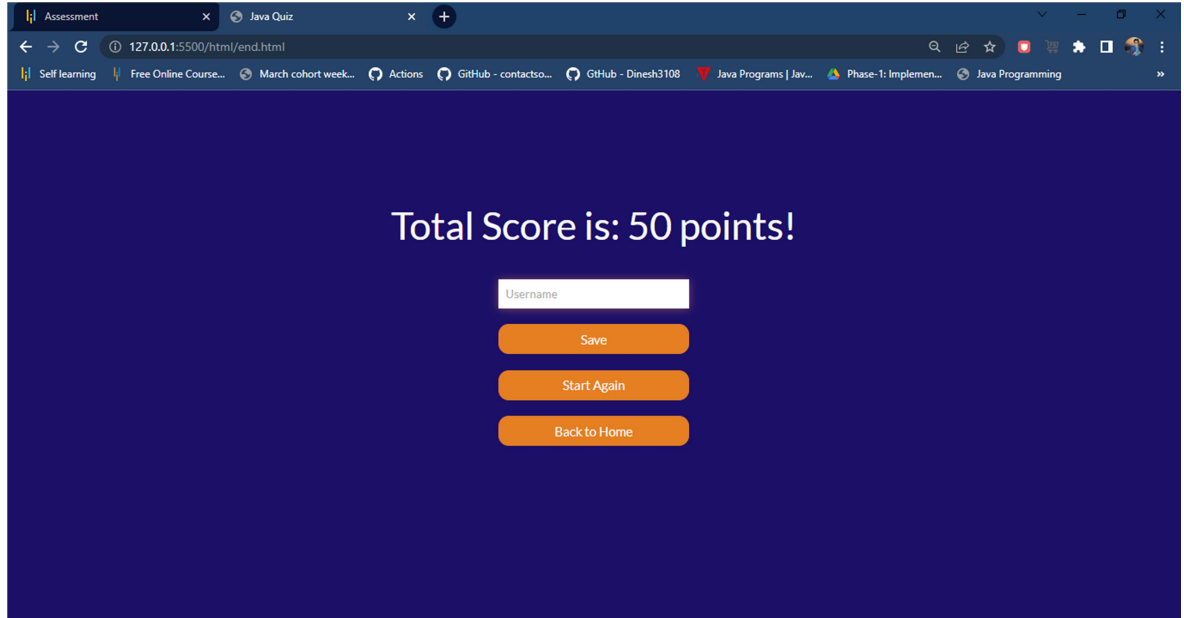 Assessment
Java Quiz
127.0.0.1:5500/html/end.html
Self learning
Free Online Course...
March cohort week...
Actions
GitHub - contactso...
GtHub - Dinesh3108
Java Programs | Jav...
Phase-1: Implemen...
Java Programming
Total Score is: 50 points!
Username
Save
Start Again
Back to Home